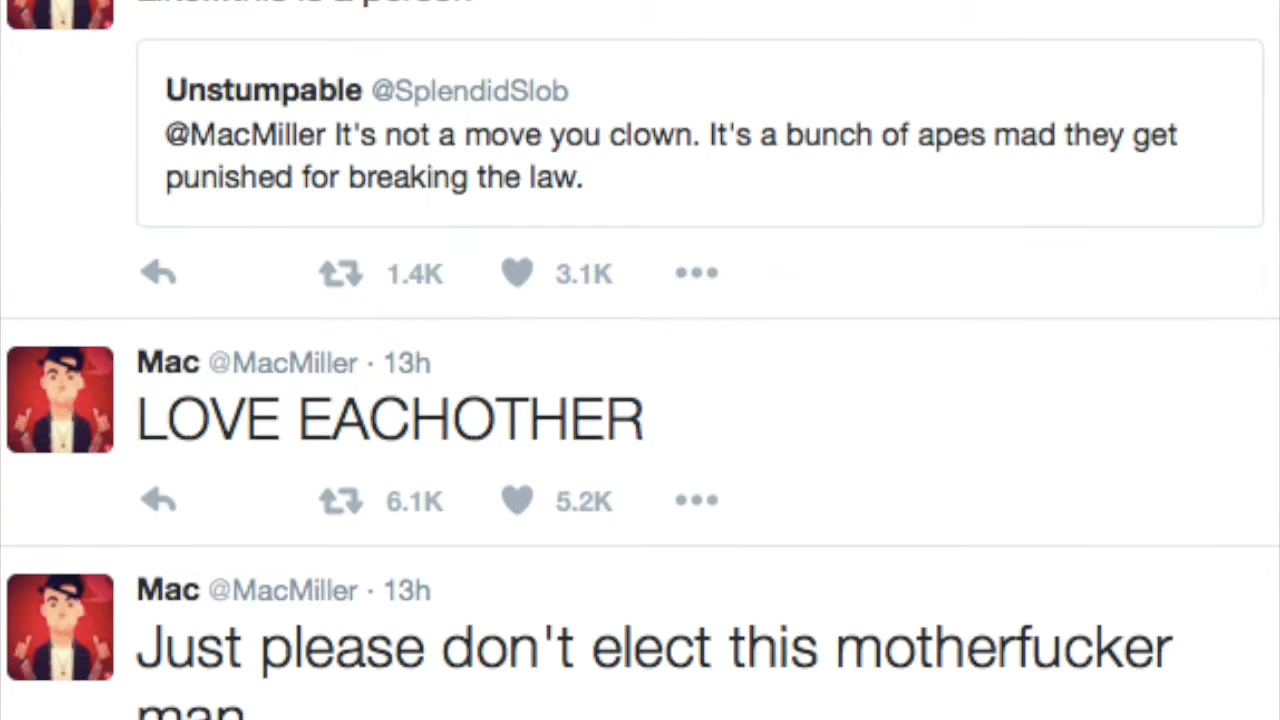 Unstumpable @SplendidSlob
@MacMiller It's not a move you clown. It's a bunch of apes mad they get
punished for breaking the law.
1.4K 3.1K
Mac @MacMiller · 13h
LOVE EACHOTHER
6.1K 5.2K
Mac @MacMiller · 13h
Just please don't elect this motherfucker
man